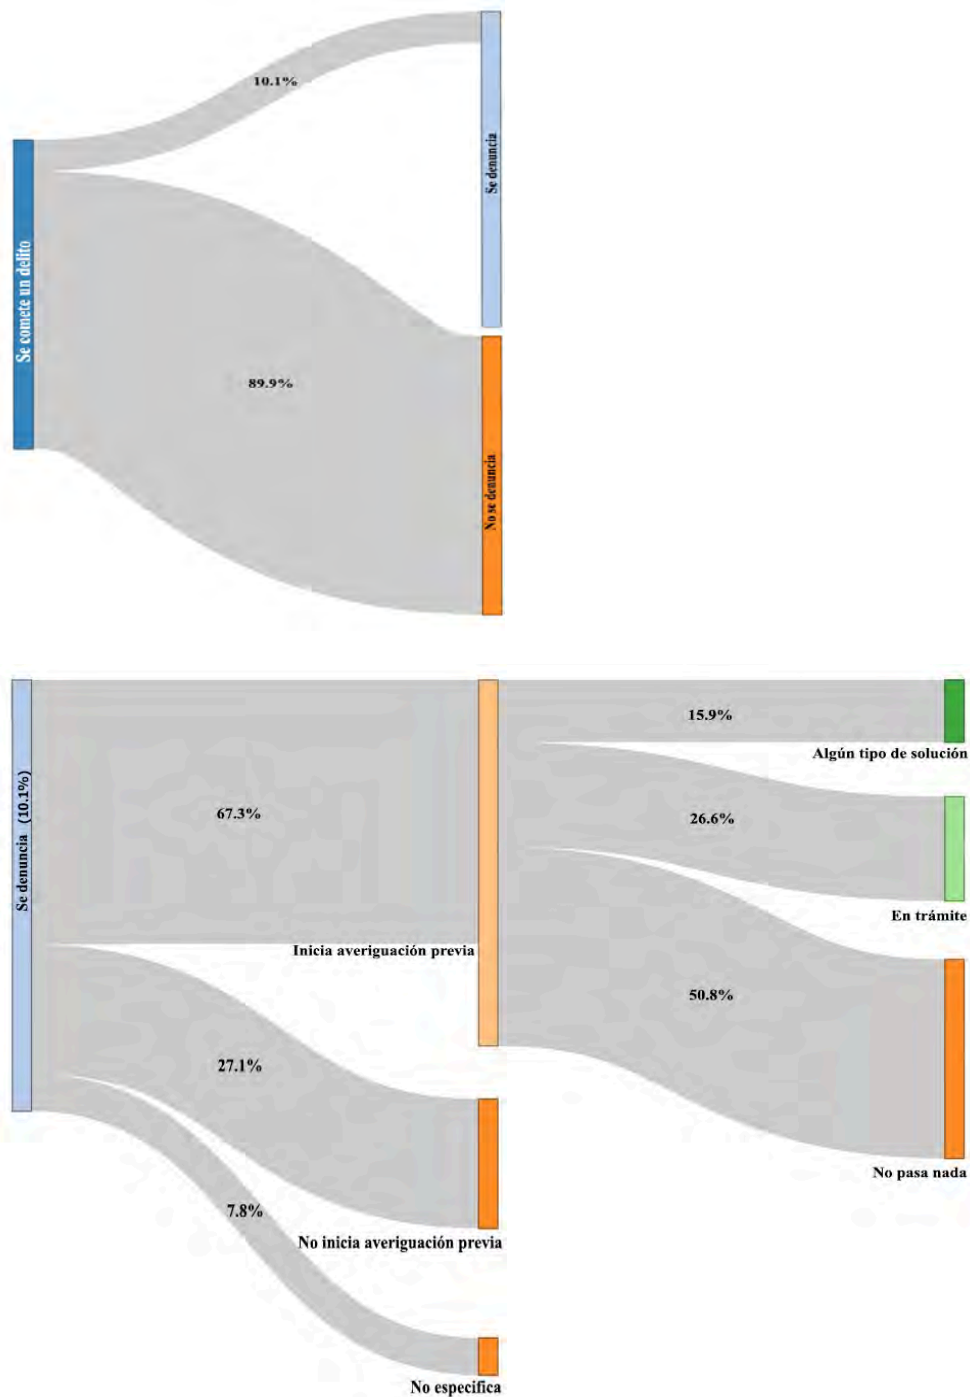 10.1%
Se denuncia
Se comete un delito
89.9%
No se denuncia
15.9%
Algún tipo de solución
Se denuncia (10.1%)
67.3%
26.6%
En trámite
Inicia averiguación previa
50.8%
27.1%
No pasa nada
7.8%
No inicia averiguación previa
No especifica